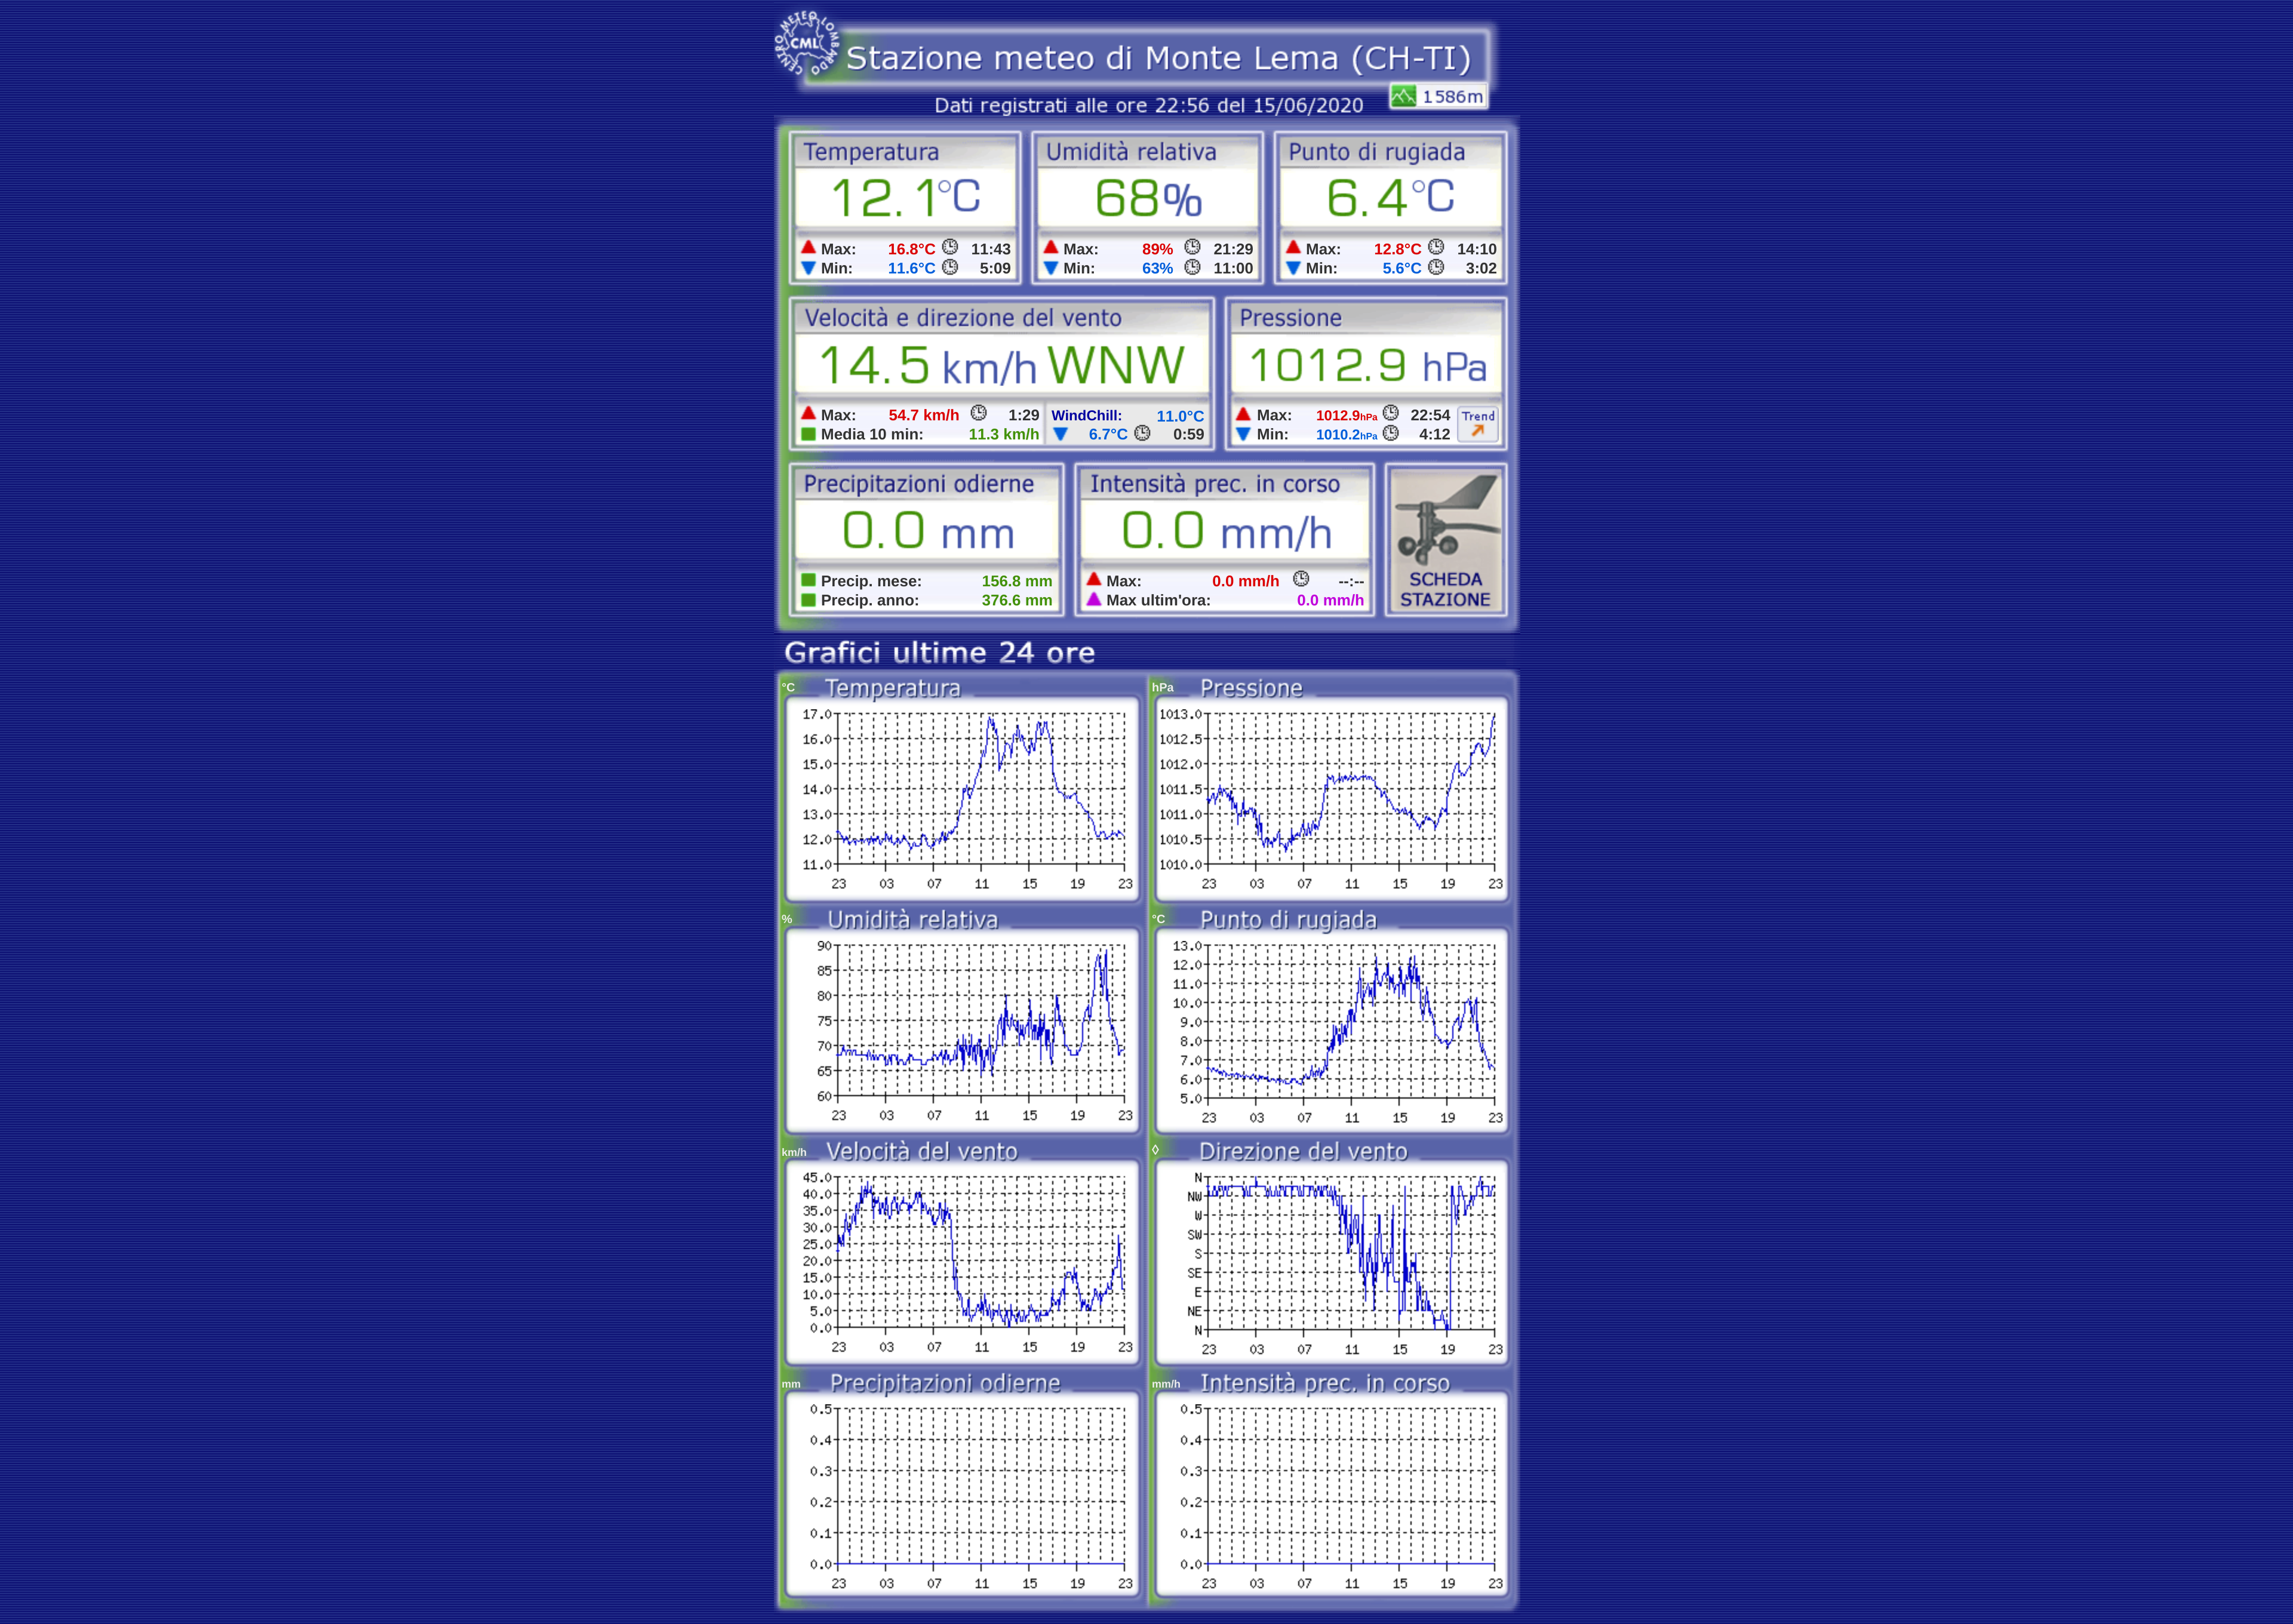 CENTRO METEO LOMBARDO
CML
Stazione meteo di Monte Lema (CH-TI)
Dati registrati alle ore 22:56 del 15/06/2020
1586m
Temperatura
12.1°C
Max: 16.8°C 11:43
Min: 11.6°C 5:09
Umidità relativa
68%
Max: 89% 21:29
Min: 63% 11:00
Punto di rugiada
6.4°C
Max: 12.8°C 14:10
Min: 5.6°C 3:02
Velocità e direzione del vento
14.5 km/h WNW
Max: 54.7 km/h 1:29
Media 10 min: 11.3 km/h
WindChill: 11.0°C
6.7°C 0:59
Pressione
1012.9 hPa
Max: 1012.9hPa 22:54
Min: 1010.2hPa 4:12
Trend
Precipitazioni odierne
0.0 mm
Precip. mese: 156.8 mm
Precip. anno: 376.6 mm
Intensità prec. in corso
0.0 mm/h
Max: 0.0 mm/h --:--
Max ultim'ora: 0.0 mm/h
SCHEDA
STAZIONE
Grafici ultime 24 ore
°C Temperatura
17.0
16.0
15.0
14.0
13.0
12.0
11.0
23 03 07 11 15 19 23
hPa Pressione
1013.0
1012.5
1012.0
1011.5
1011.0
1010.5
1010.0
23 03 07 11 15 19 23
% Umidità relativa
90
85
80
75
70
65
60
23 03 07 11 15 19 23
°C Punto di rugiada
13.0
12.0
11.0
10.0
9.0
8.0
7.0
6.0
5.0
23 03 07 11 15 19 23
km/h Velocità del vento
45.0
40.0
35.0
30.0
25.0
20.0
15.0
10.0
5.0
0.0
23 03 07 11 15 19 23
◊ Direzione del vento
N
NW
W
SW
S
SE
E
NE
N
23 03 07 11 15 19 23
mm Precipitazioni odierne
0.5
0.4
0.3
0.2
0.1
0.0
23 03 07 11 15 19 23
mm/h Intensità prec. in corso
0.5
0.4
0.3
0.2
0.1
0.0
23 03 07 11 15 19 23